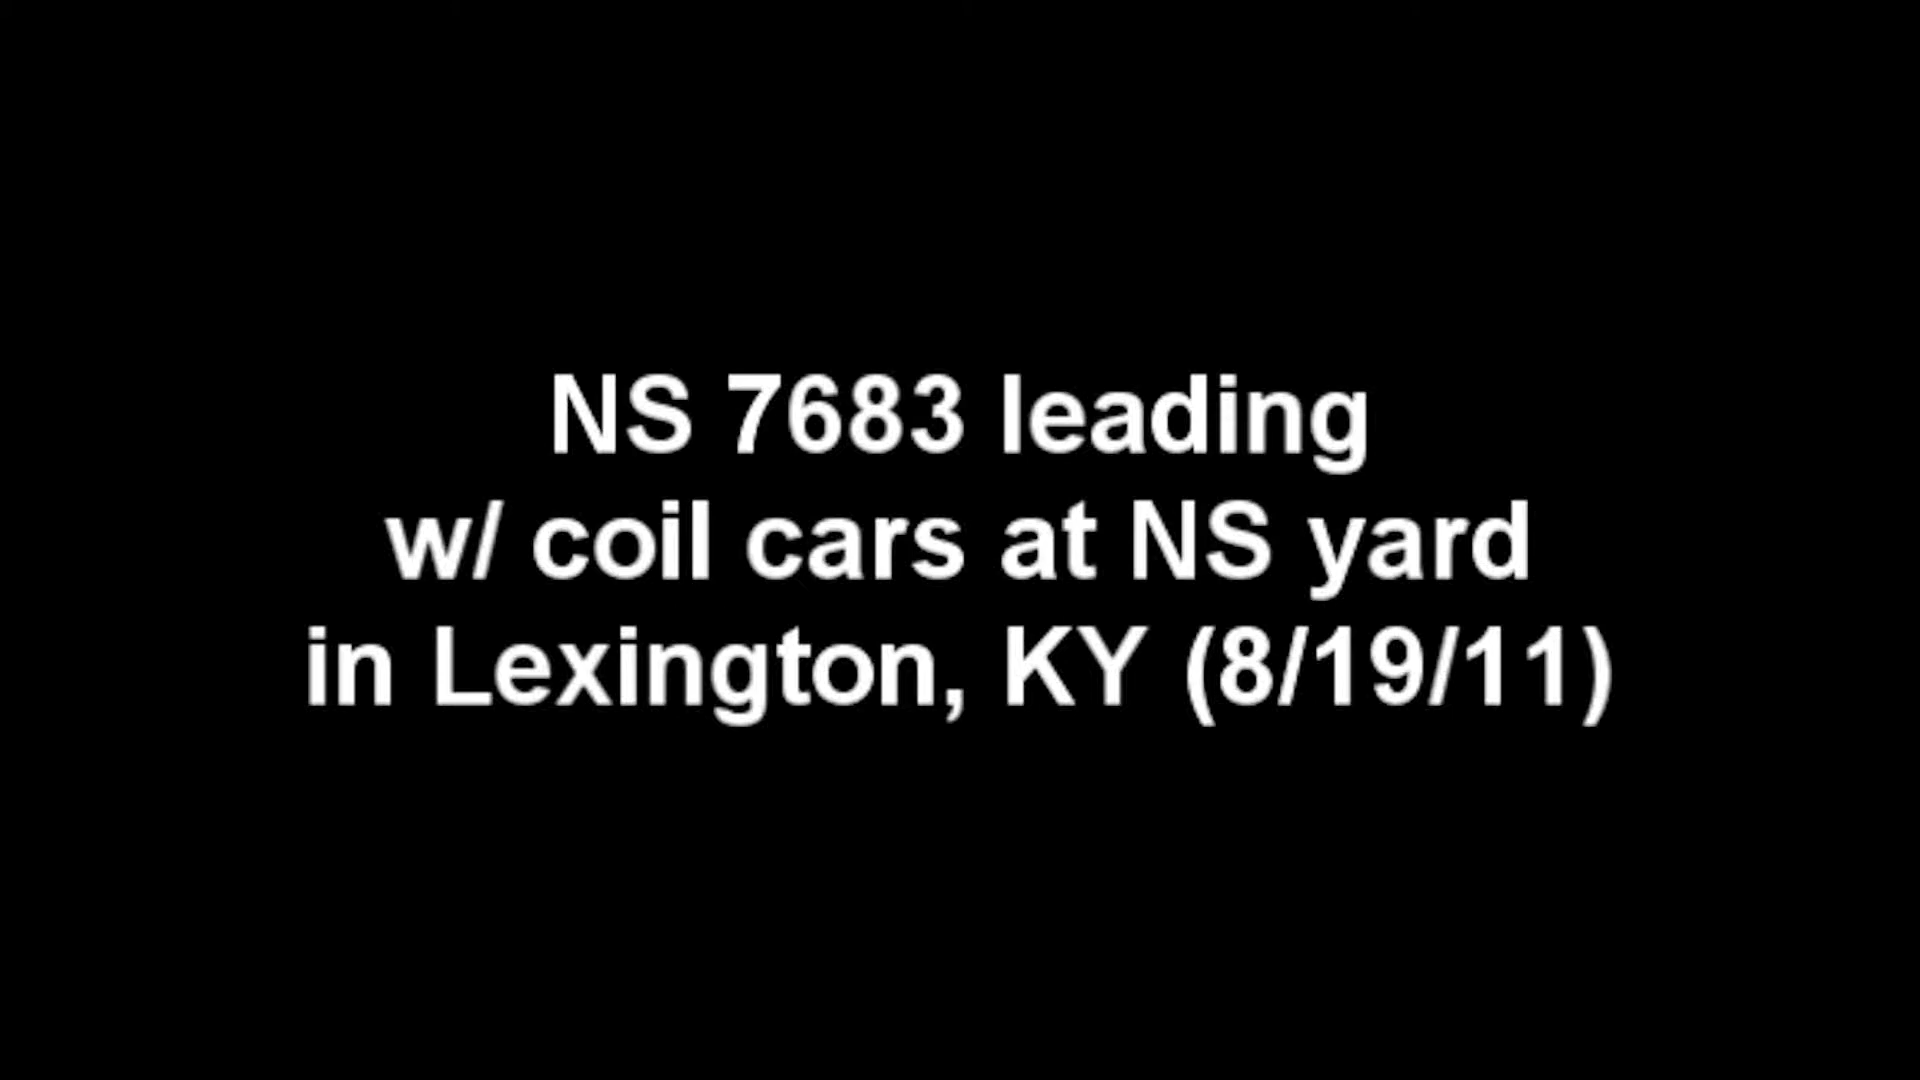 NS 7683 leading
w/ coil cars at NS yard
in Lexington, KY (8/19/11)